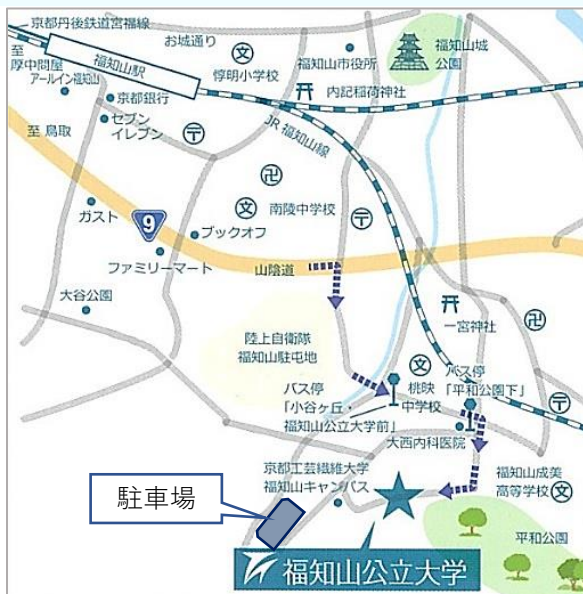 京都丹後鉄道宮福線
お城通り
至
厚中問屋
福知山駅
文
惇明小学校
福知山市役所
福知山城
公園
アールイン福知山
京都銀行
内記稲荷神社
セブン
イレブン
至 鳥取
JR 福知山線
文
南陵中学校
ガスト
9
ブックオフ
ファミリーマート
山陰道
大谷公園
一宮神社
陸上自衛隊
福知山駐屯地
文
桃映
中学校
バス停
「平和公園下」
バス停
「小谷ヶ丘・
福知山公立大学前」
大西内科医院
京都工芸繊維大学
福知山キャンパス
福知山成美
高等学校
文
駐車場
平和公園
福知山公立大学